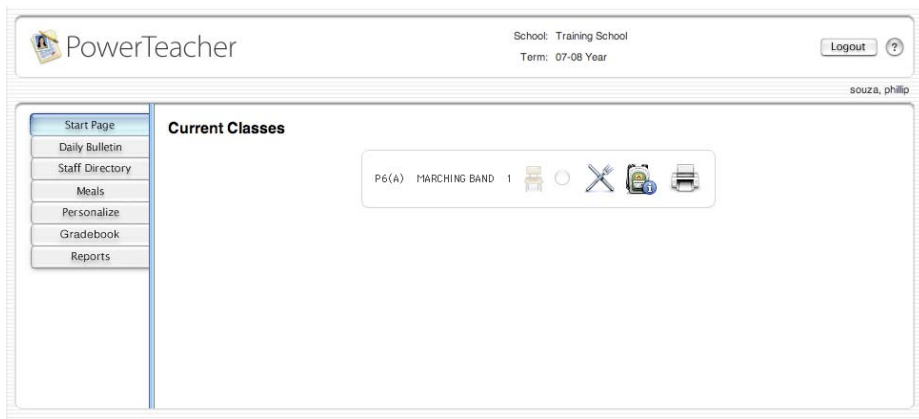 PowerTeacher
School: Training School
Term: 07-08 Year
Logout ?
souza, phillip
Start Page
Daily Bulletin
Staff Directory
Meals
Personalize
Gradebook
Reports
Current Classes
P6(A) MARCHING BAND 1